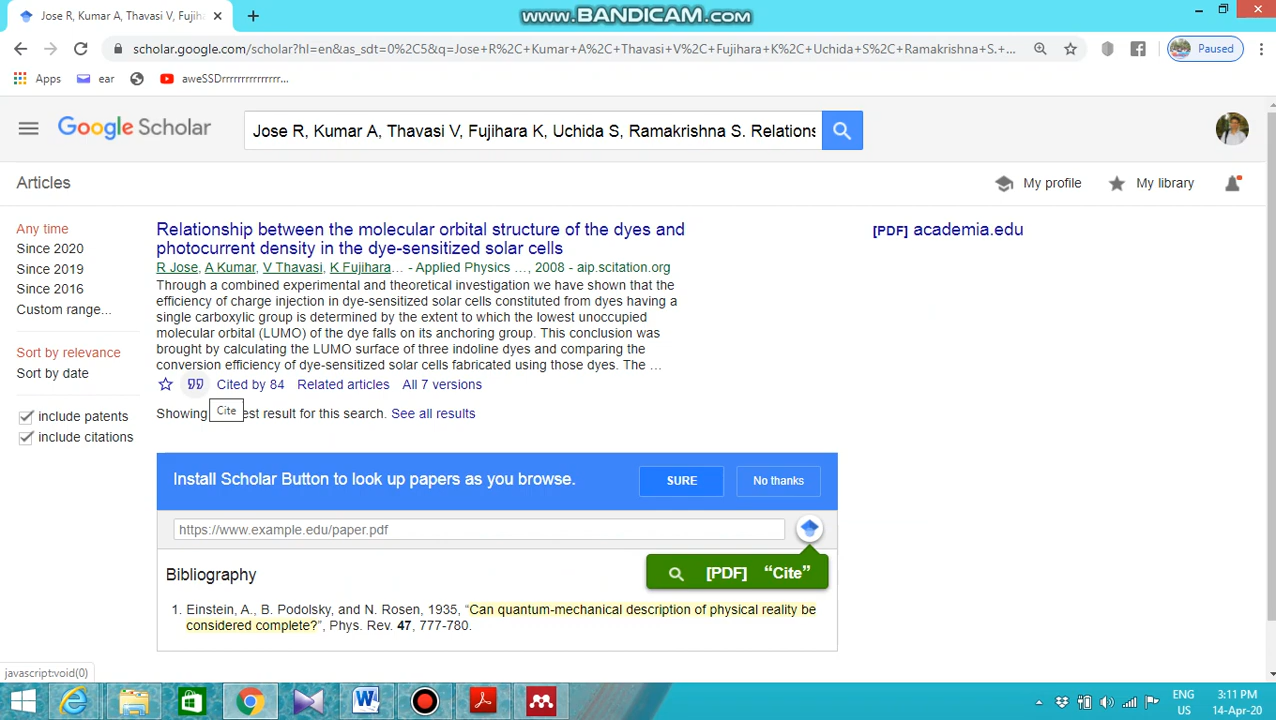 Jose R, Kumar A, Thavasi V, Fujih
www.BANDICAM.com
scholar.google.com/scholar?hl=en&as_sdt=0%2C5&q=Jose+R%2C+Kumar+A%2C+Thavasi+V%2C+Fujihara+K%2C+Uchida+S%2C+Ramakrishna+S.+...
Paused
Apps
ear
aweSSDrrrrrrrrrrrrrrr...
Google Scholar
Jose R, Kumar A, Thavasi V, Fujihara K, Uchida S, Ramakrishna S. Relations
Articles
My profile
My library
Any time
Since 2020
Since 2019
Since 2016
Custom range...
Sort by relevance
Sort by date
include patents
include citations
Relationship between the molecular orbital structure of the dyes and
photocurrent density in the dye-sensitized solar cells
R Jose, A Kumar, V Thavasi, K Fujihara… - Applied Physics …, 2008 - aip.scitation.org
Through a combined experimental and theoretical investigation we have shown that the
efficiency of charge injection in dye-sensitized solar cells constituted from dyes having a
single carboxylic group is determined by the extent to which the lowest unoccupied
molecular orbital (LUMO) of the dye falls on its anchoring group. This conclusion was
brought by calculating the LUMO surface of three indoline dyes and comparing the
conversion efficiency of dye-sensitized solar cells fabricated using those dyes. The …
Cited by 84 Related articles All 7 versions
[PDF] academia.edu
Showing est result for this search. See all results
Cite
Install Scholar Button to look up papers as you browse.
SURE
No thanks
https://www.example.edu/paper.pdf
[PDF] “Cite”
Bibliography
1. Einstein, A., B. Podolsky, and N. Rosen, 1935, “Can quantum-mechanical description of physical reality be
considered complete?”, Phys. Rev. 47, 777-780.
javascript:void(0)
ENG
US
3:11 PM
14-Apr-20